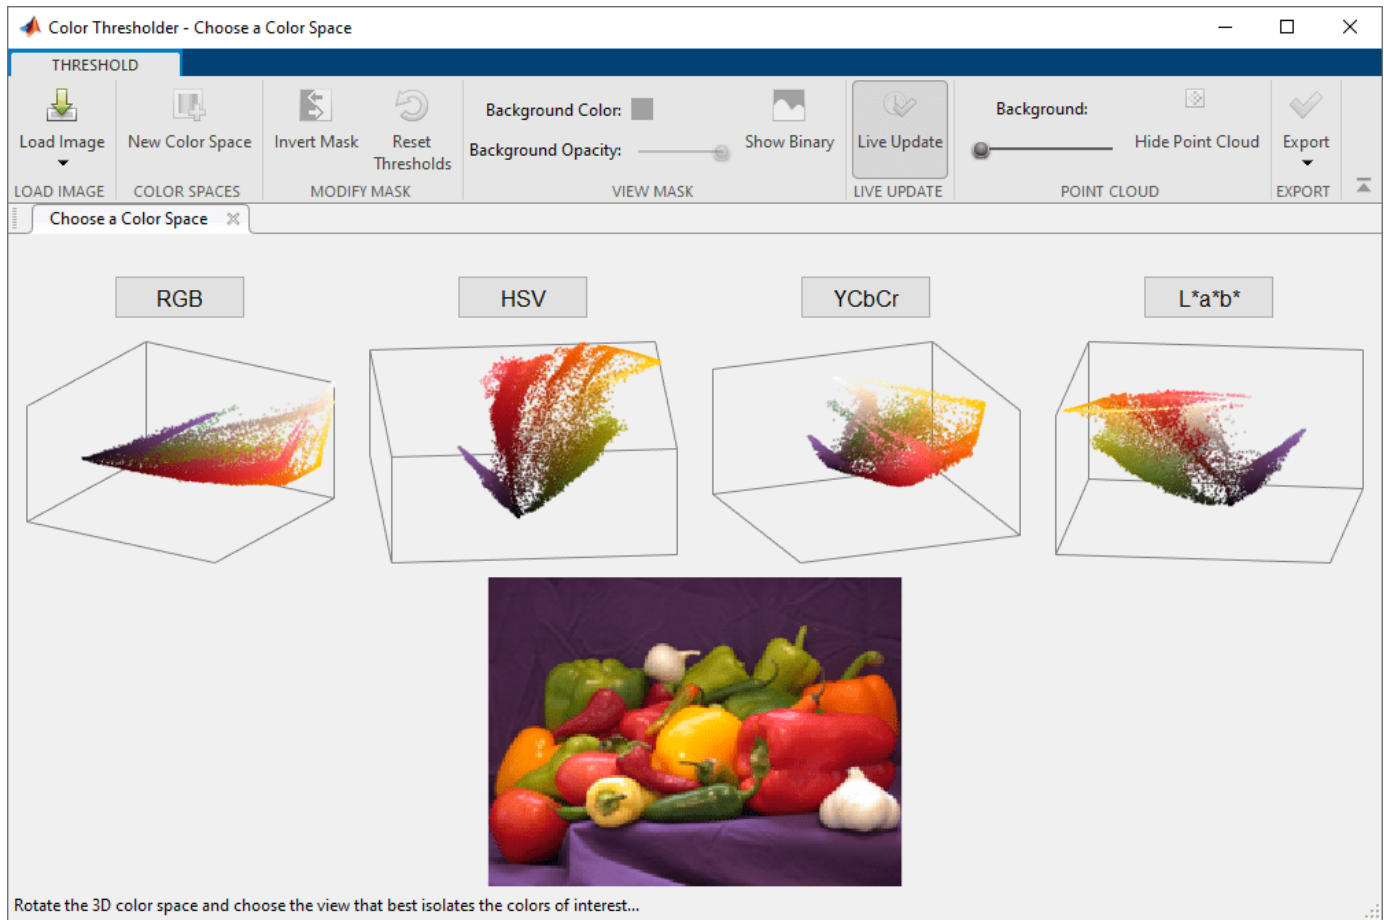 Color Thresholder - Choose a Color Space
THRESHOLD
Load Image
New Color Space
Invert Mask
Reset
Thresholds
Background Color:
Background Opacity:
Show Binary
Live Update
Background:
Hide Point Cloud
Export
LOAD IMAGE
COLOR SPACES
MODIFY MASK
VIEW MASK
LIVE UPDATE
POINT CLOUD
EXPORT
Choose a Color Space
RGB
HSV
YCbCr
L*a*b*
Rotate the 3D color space and choose the view that best isolates the colors of interest...